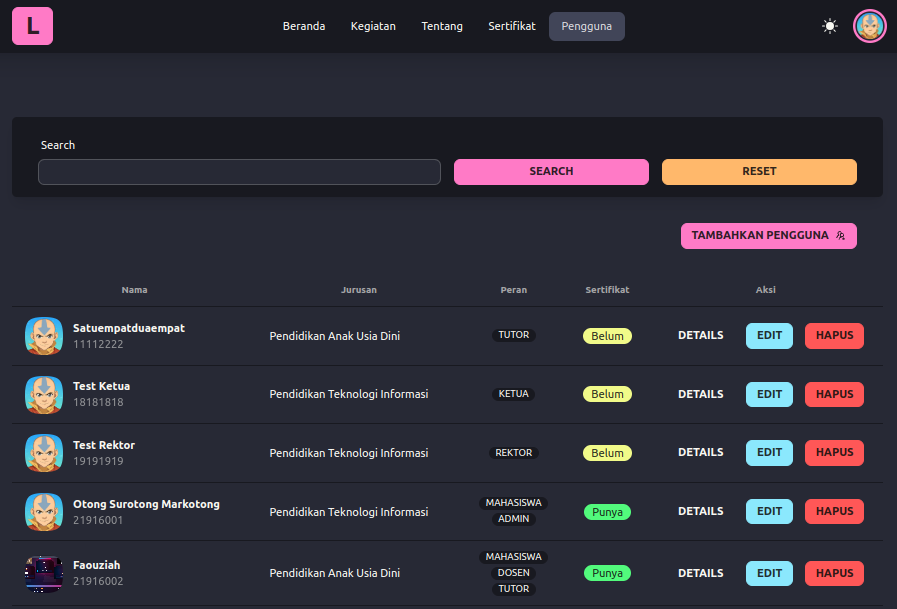 L Beranda Kegiatan Tentang Sertifikat Pengguna
Search
SEARCH RESET
TAMBAHKAN PENGGUNA
Nama Jurusan Peran Sertifikat Aksi
Satuempatduaempat
11112222
Pendidikan Anak Usia Dini TUTOR Belum DETAILS EDIT HAPUS
Test Ketua
18181818
Pendidikan Teknologi Informasi KETUA Belum DETAILS EDIT HAPUS
Test Rektor
19191919
Pendidikan Teknologi Informasi REKTOR Belum DETAILS EDIT HAPUS
Otong Surotong Markotong
21916001
Pendidikan Teknologi Informasi
MAHASISWA
ADMIN
Punya DETAILS EDIT HAPUS
Faouziah
21916002
Pendidikan Anak Usia Dini
MAHASISWA
DOSEN
TUTOR
Punya DETAILS EDIT HAPUS